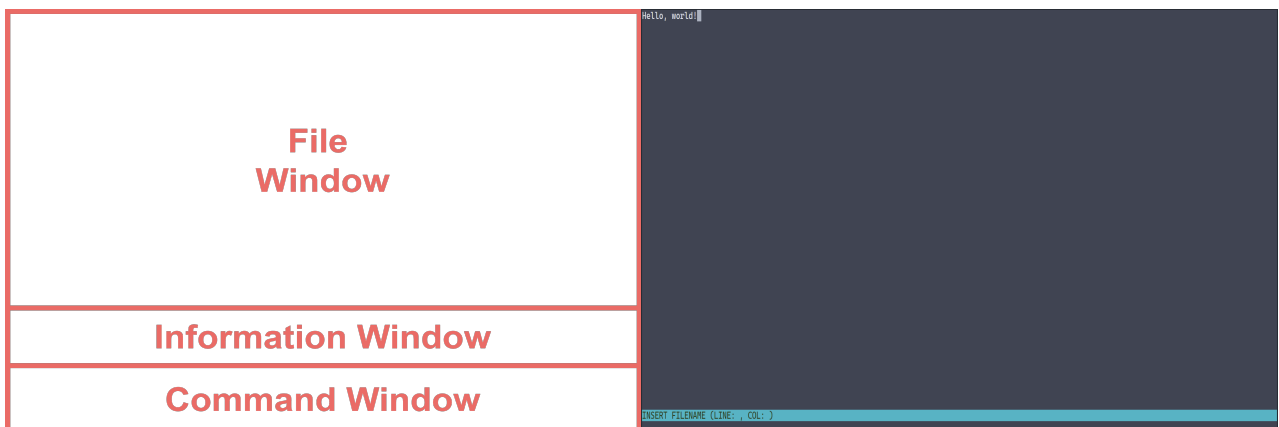 File
Window
Information Window
Command Window
Hello, world!
INSERT FILENAME (LINE: , COL: )